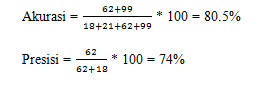 Akurasi = 62+99 / 18+21+62+99 * 100 = 80.5%
Presisi = 62 / 62+18 * 100 = 74%